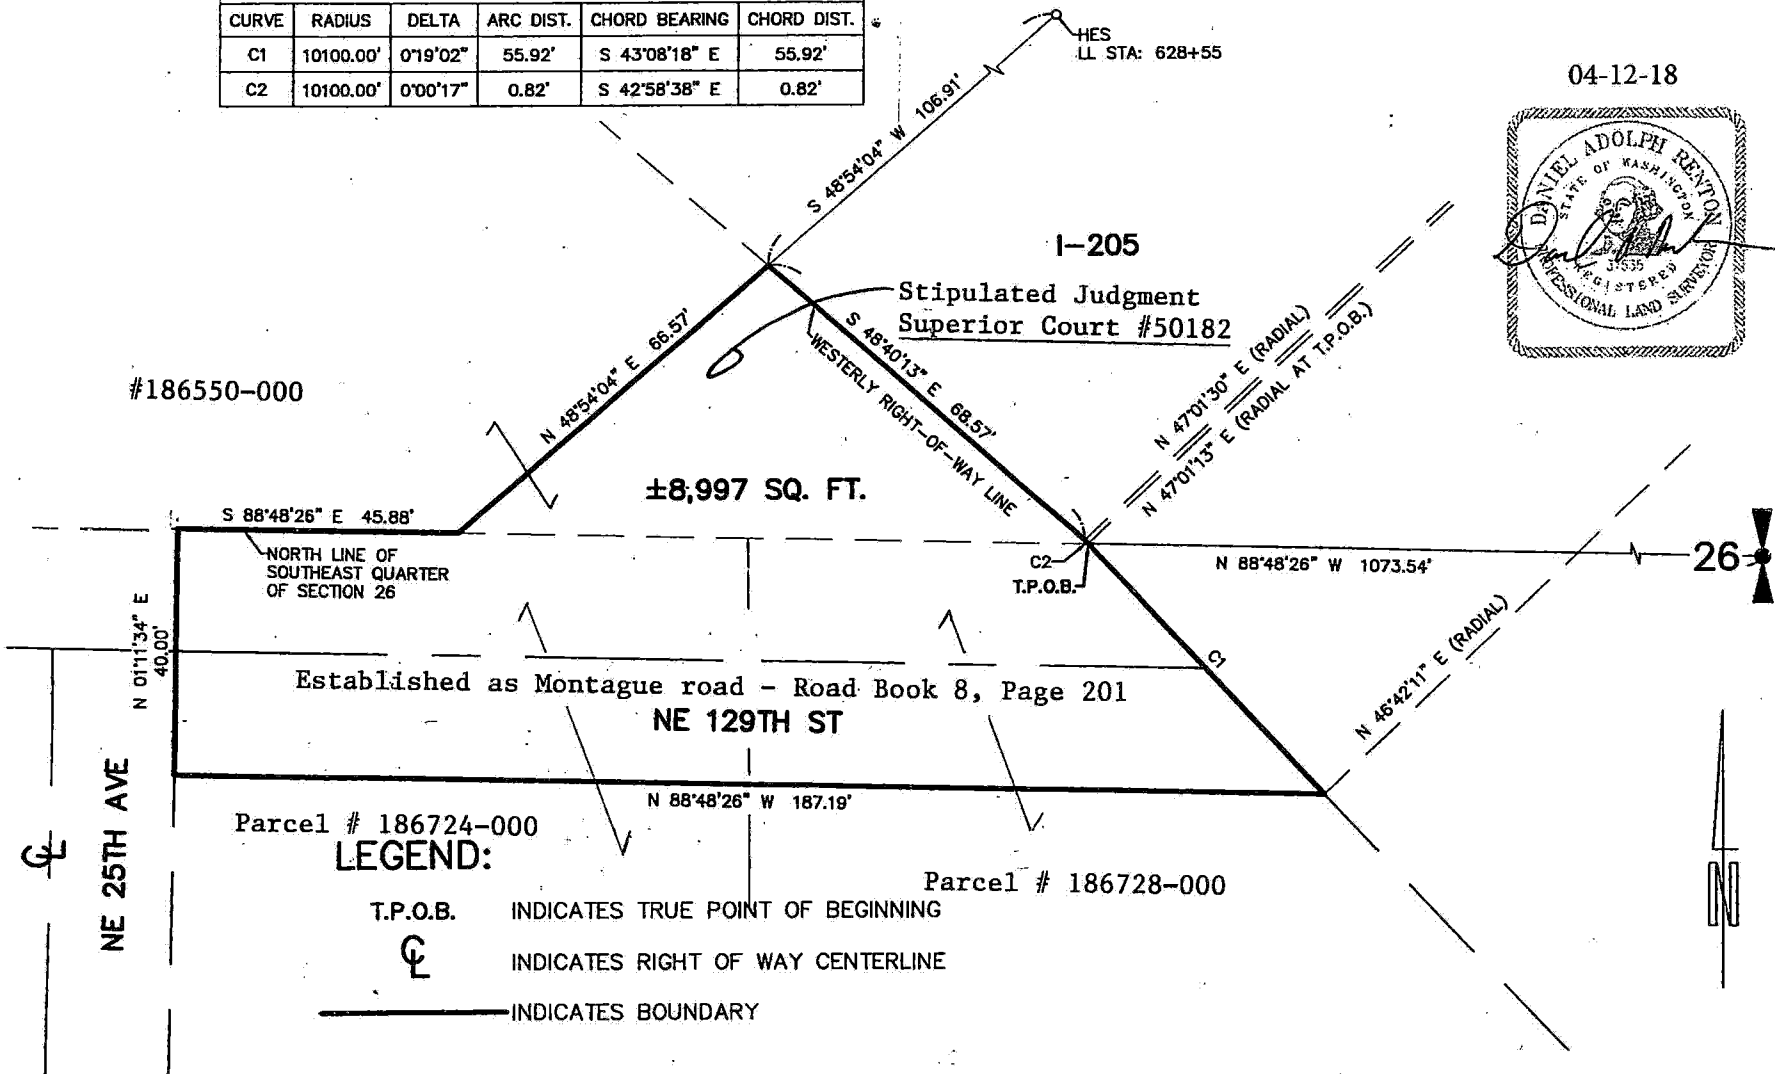 CURVE RADIUS DELTA ARC DIST. CHORD BEARING CHORD DIST.
C1 10100.00' 0°19'02" 55.92' S 43°08'18" E 55.92'
C2 10100.00' 0°00'17" 0.82' S 42°58'38" E 0.82'
HES
LL STA: 628+55
04-12-18
DANIEL ADOLPH RENTON
STATE OF WASHINGTON
REGISTERED
PROFESSIONAL LAND SURVEYOR
S 48°54'04" W 106.91'
I-205
Stipulated Judgment
Superior Court #50182
S 48°40'13" E 68.57'
WESTERLY RIGHT-OF-WAY LINE
N 47°01'30" E (RADIAL)
N 47°01'13" E (RADIAL AT T.P.O.B.)
#186550-000
N 48°54'04" E 66.57'
±8,997 SQ. FT.
S 88°48'26" E 45.88'
NORTH LINE OF
SOUTHEAST QUARTER
OF SECTION 26
C2
T.P.O.B.
N 88°48'26" W 1073.54'
26
N 01°11'34" E
40.00'
C1
N 46°42'11" E (RADIAL)
Established as Montague road - Road Book 8, Page 201
NE 129TH ST
N 88°48'26" W 187.19'
NE 25TH AVE
CL
Parcel # 186724-000
Parcel # 186728-000
LEGEND:
T.P.O.B. INDICATES TRUE POINT OF BEGINNING
CL INDICATES RIGHT OF WAY CENTERLINE
INDICATES BOUNDARY
N